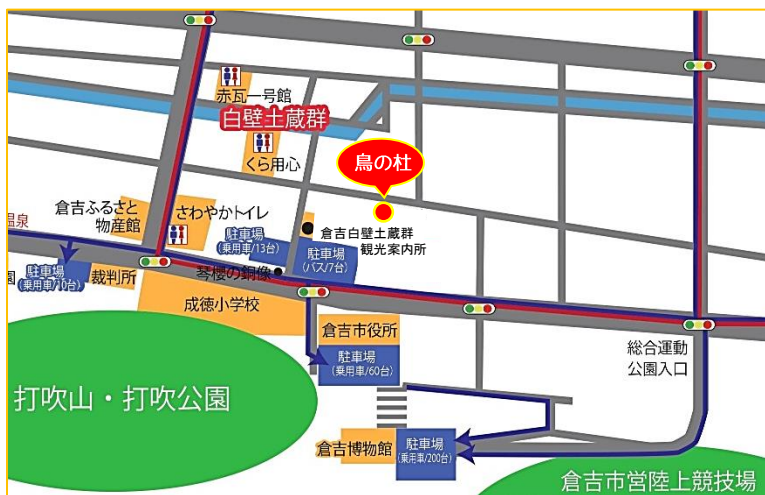 赤瓦一号館
白壁土蔵群
くら用心
鳥の杜
倉吉ふるさと
物産館
さわやかトイレ
温泉
倉吉白壁土蔵群
観光案内所
駐車場
(乗用車/13台)
駐車場
(バス/7台)
駐車場
(乗用車/10台)
園
裁判所
琴櫻の銅像
成徳小学校
倉吉市役所
駐車場
(乗用車/60台)
総合運動
公園入口
打吹山・打吹公園
倉吉博物館
駐車場
(乗用車/200台)
倉吉市営陸上競技場